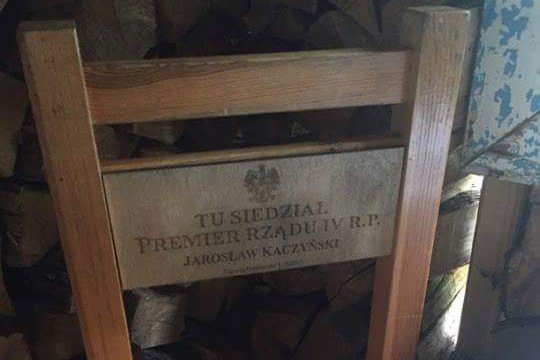 TU SIEDZIAŁ
PREMIER RZĄDU IV R.P.
JAROSŁAW KACZYŃSKI